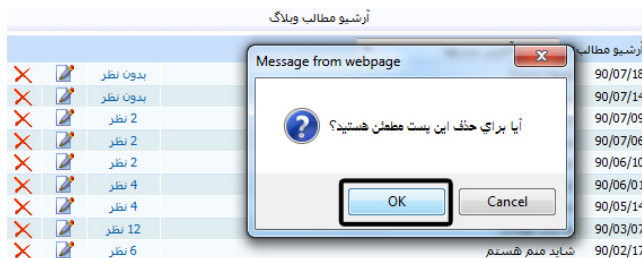 آرشیو مطالب وبلاگ
آرشیو مطالب
Message from webpage
90/07/18 بدون نظر
90/07/14 بدون نظر
90/07/09 2 نظر
آيا براي حذف اين پست مطمئن هستيد؟
90/07/06 2 نظر
90/06/10 2 نظر
90/06/01 4 نظر
OK Cancel
90/05/14 4 نظر
90/03/07 12 نظر
90/02/17 شاید منم هستم 6 نظر